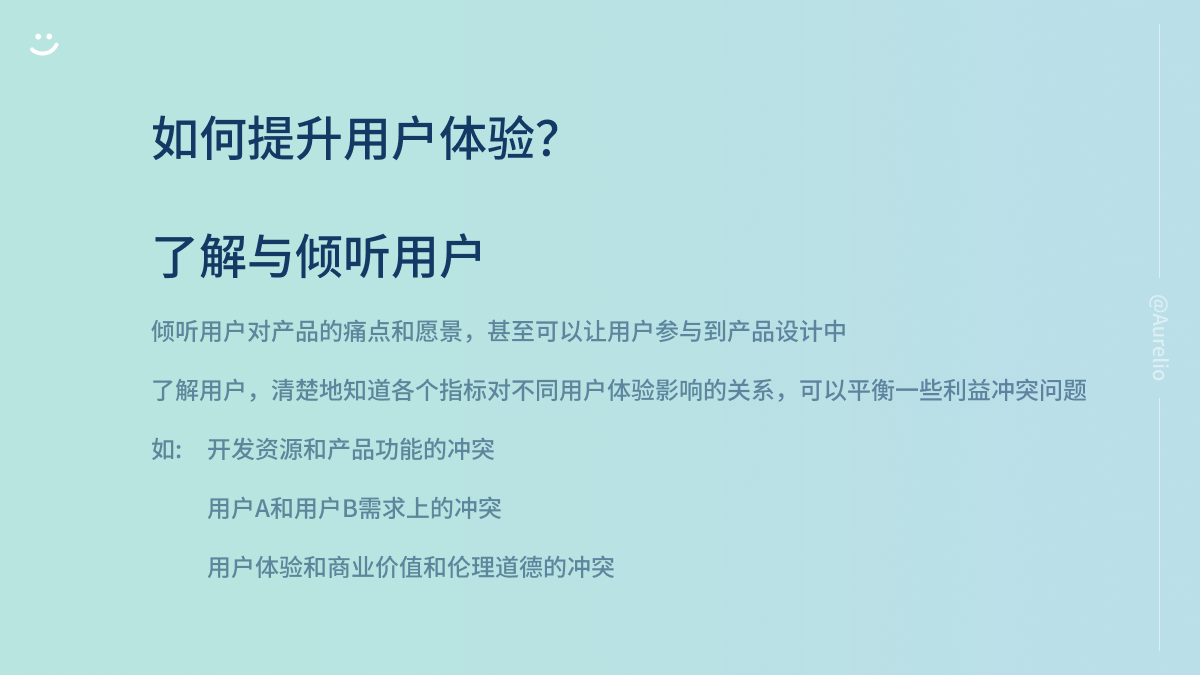 如何提升用户体验？
了解与倾听用户
倾听用户对产品的痛点和愿景，甚至可以让用户参与到产品设计中
了解用户，清楚地知道各个指标对不同用户体验影响的关系，可以平衡一些利益冲突问题
如: 开发资源和产品功能的冲突
用户A和用户B需求上的冲突
用户体验和商业价值和伦理道德的冲突
@Aurelio